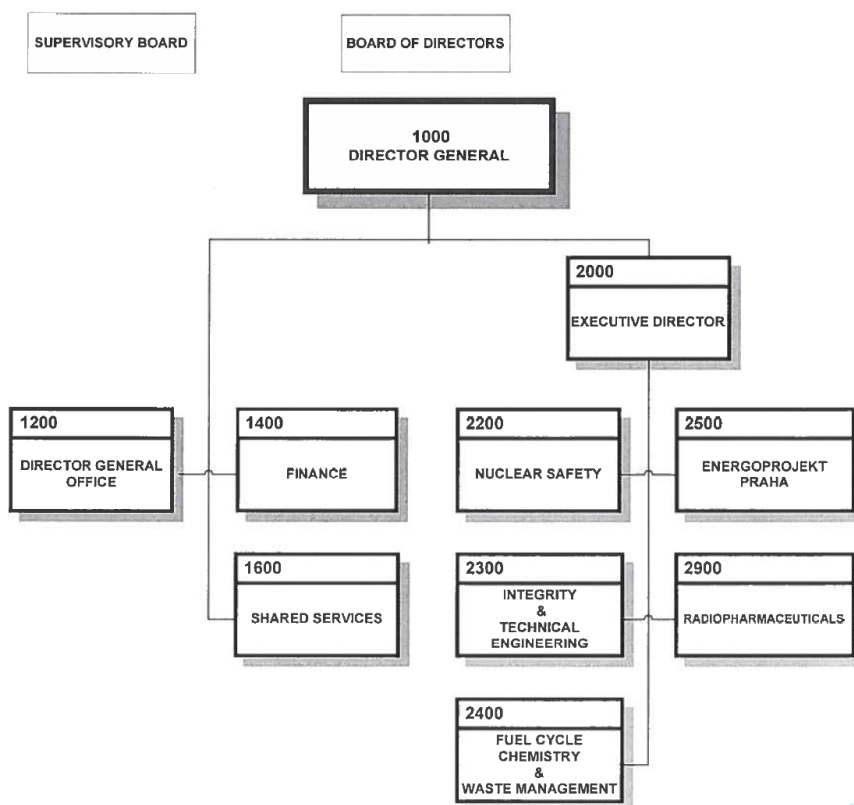 SUPERVISORY BOARD
BOARD OF DIRECTORS
1000
DIRECTOR GENERAL
2000
EXECUTIVE DIRECTOR
1200
DIRECTOR GENERAL
OFFICE
1400
FINANCE
2200
NUCLEAR SAFETY
2500
ENERGOPROJEKT
PRAHA
1600
SHARED SERVICES
2300
INTEGRITY
&
TECHNICAL
ENGINEERING
2900
RADIOPHARMACEUTICALS
2400
FUEL CYCLE
CHEMISTRY
&
WASTE MANAGEMENT